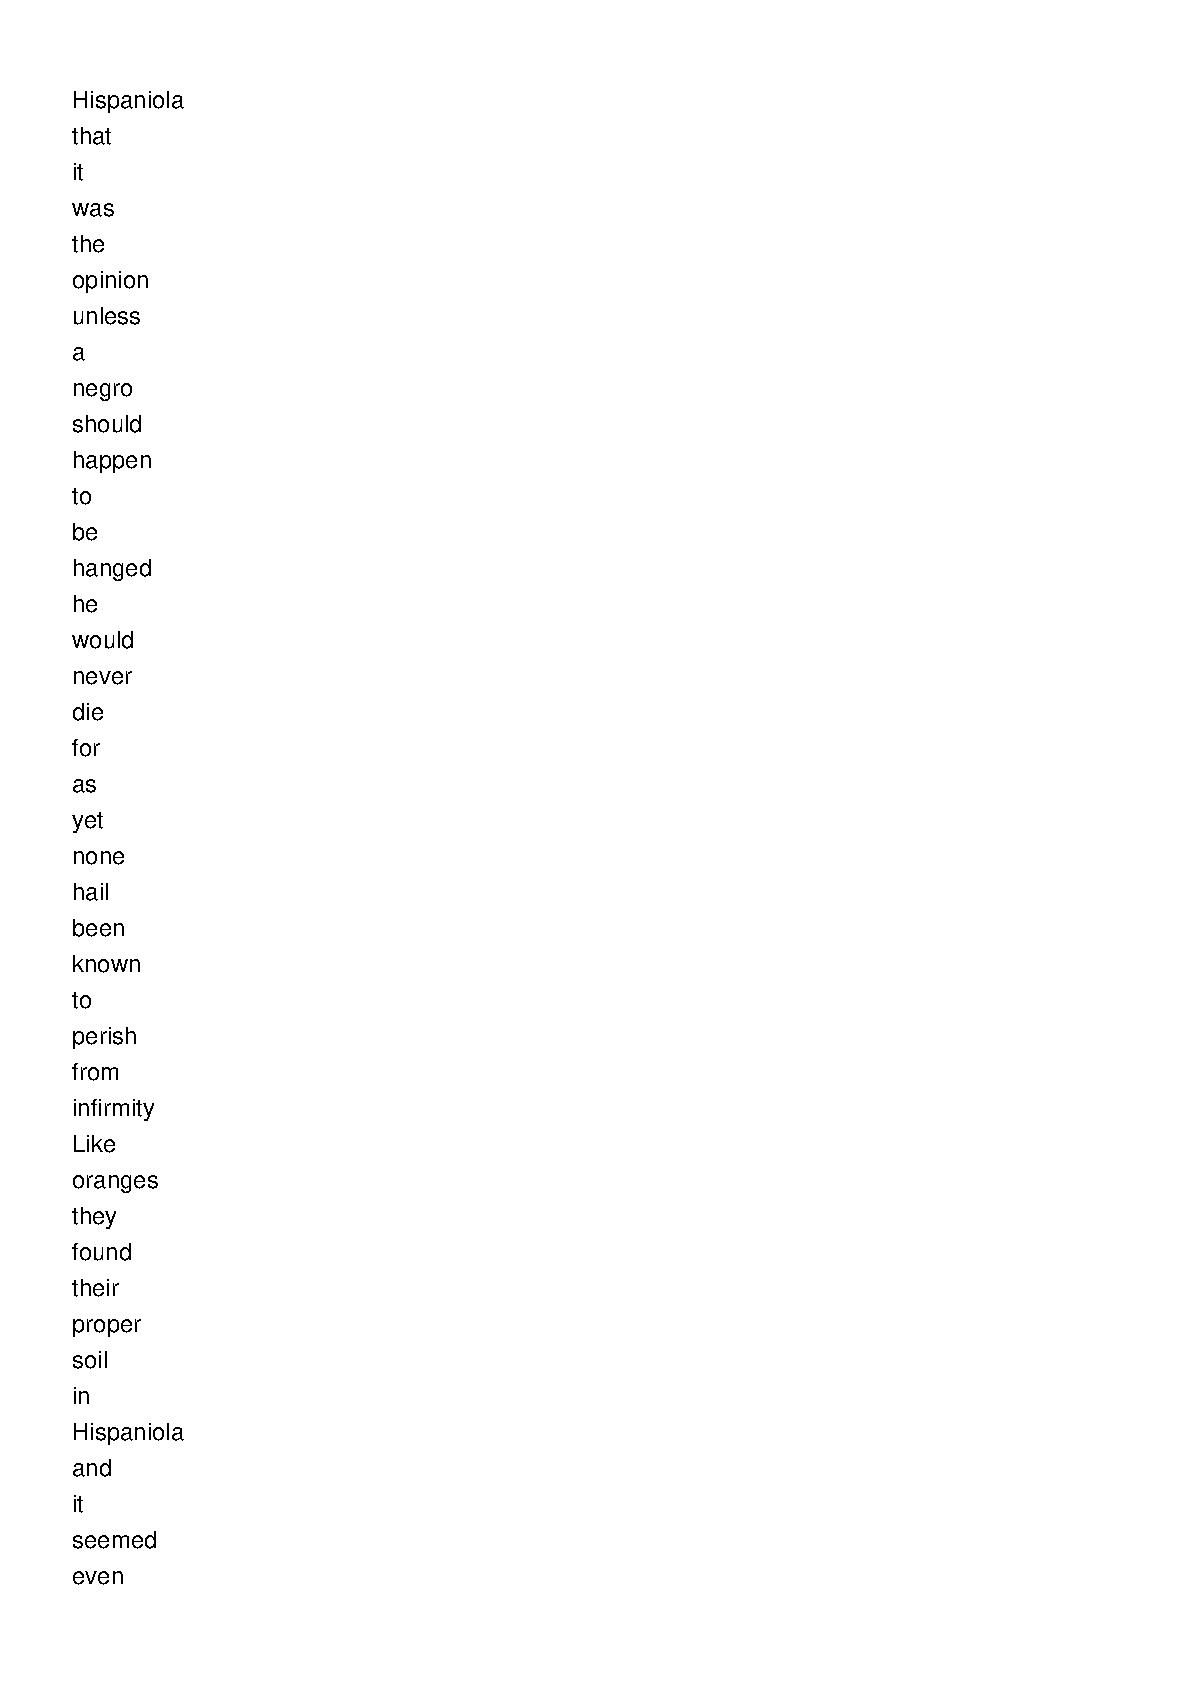 Hispaniola
that
it
was
the
opinion
unless
a
negro
should
happen
to
be
hanged
he
would
never
die
for
as
yet
none
hail
been
known
to
perish
from
infirmity
Like
oranges
they
found
their
proper
soil
in
Hispaniola
and
it
seemed
even